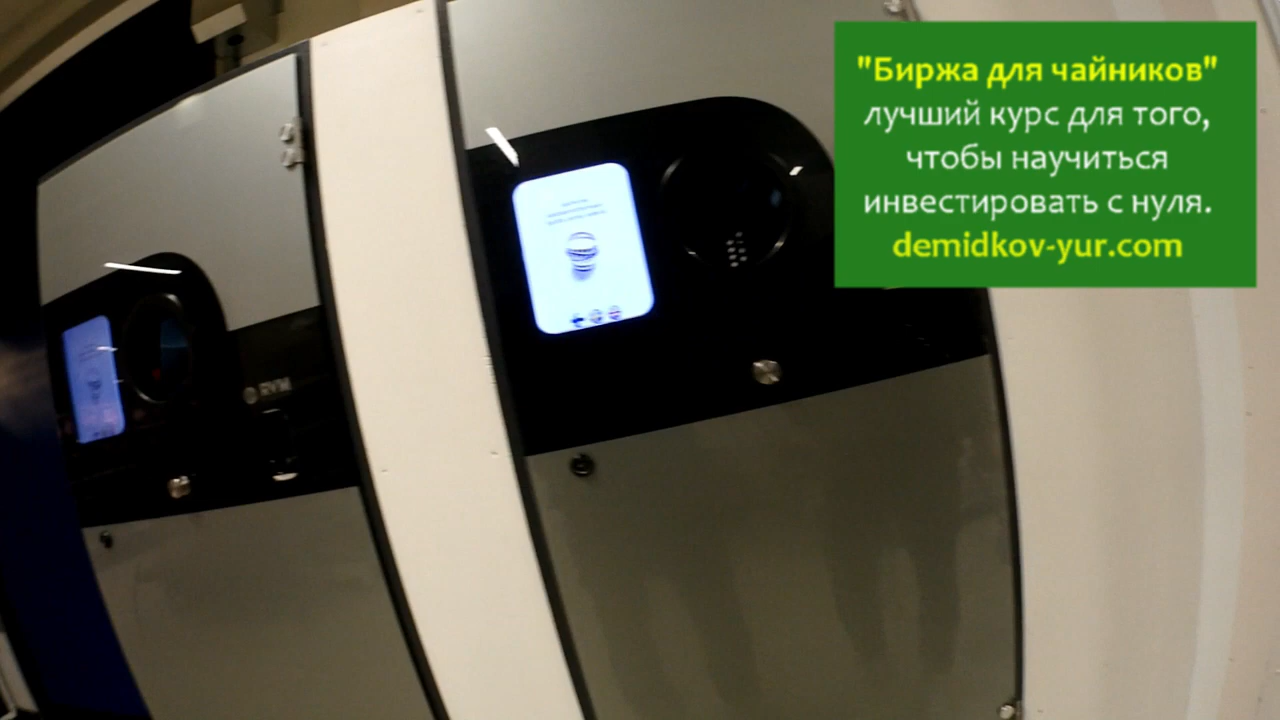 "Биржа для чайников"
лучший курс для того,
чтобы научиться
инвестировать с нуля.
demidkov-yur.com
RVM